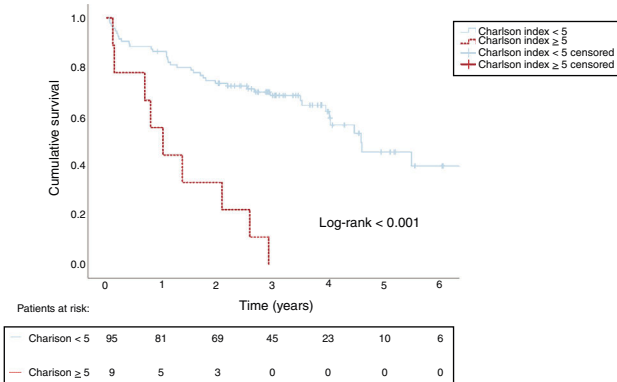 1.0
0.8
0.6
0.4
0.2
0.0
Cumulative survival
Charlson index < 5
Charlson index ≥ 5
Charlson index < 5 censored
Charlson index ≥ 5 censored
Log-rank < 0.001
0 1 2 3 4 5 6
Time (years)
Patients at risk:
Charison < 5 95 81 69 45 23 10 6
Charison ≥ 5 9 5 3 0 0 0 0